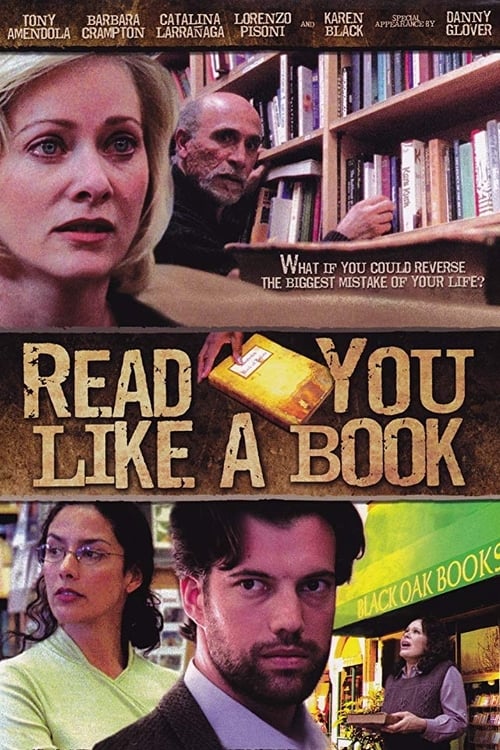 TONY AMENDOLA
BARBARA CRAMPTON
CATALINA LARRAÑAGA
LORENZO PISONI
AND
KAREN BLACK
SPECIAL APPEARANCE BY
DANNY GLOVER
WHAT IF YOU COULD REVERSE
THE BIGGEST MISTAKE OF YOUR LIFE?
READ YOU
LIKE A BOOK
BLACK OAK BOOKS